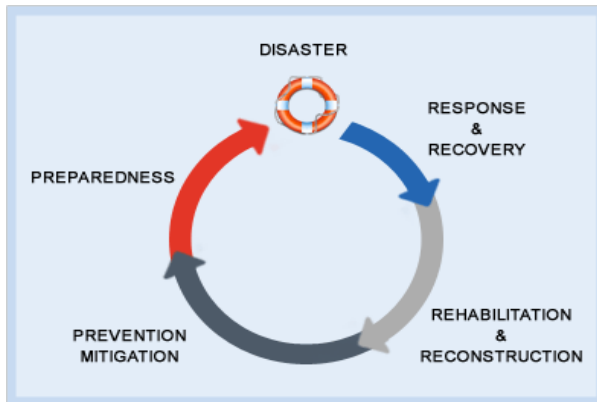 DISASTER
RESPONSE
&
RECOVERY
REHABILITATION
&
RECONSTRUCTION
PREVENTION
MITIGATION
PREPAREDNESS